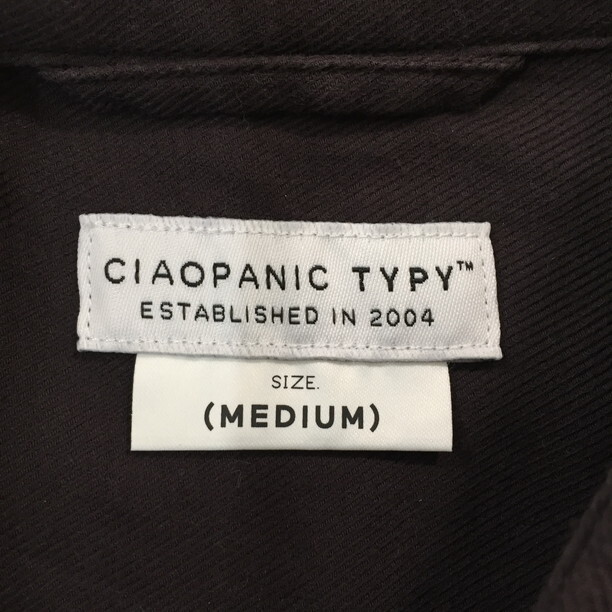 CIAOPANIC TYPY™
ESTABLISHED IN 2004
SIZE.
(MEDIUM)